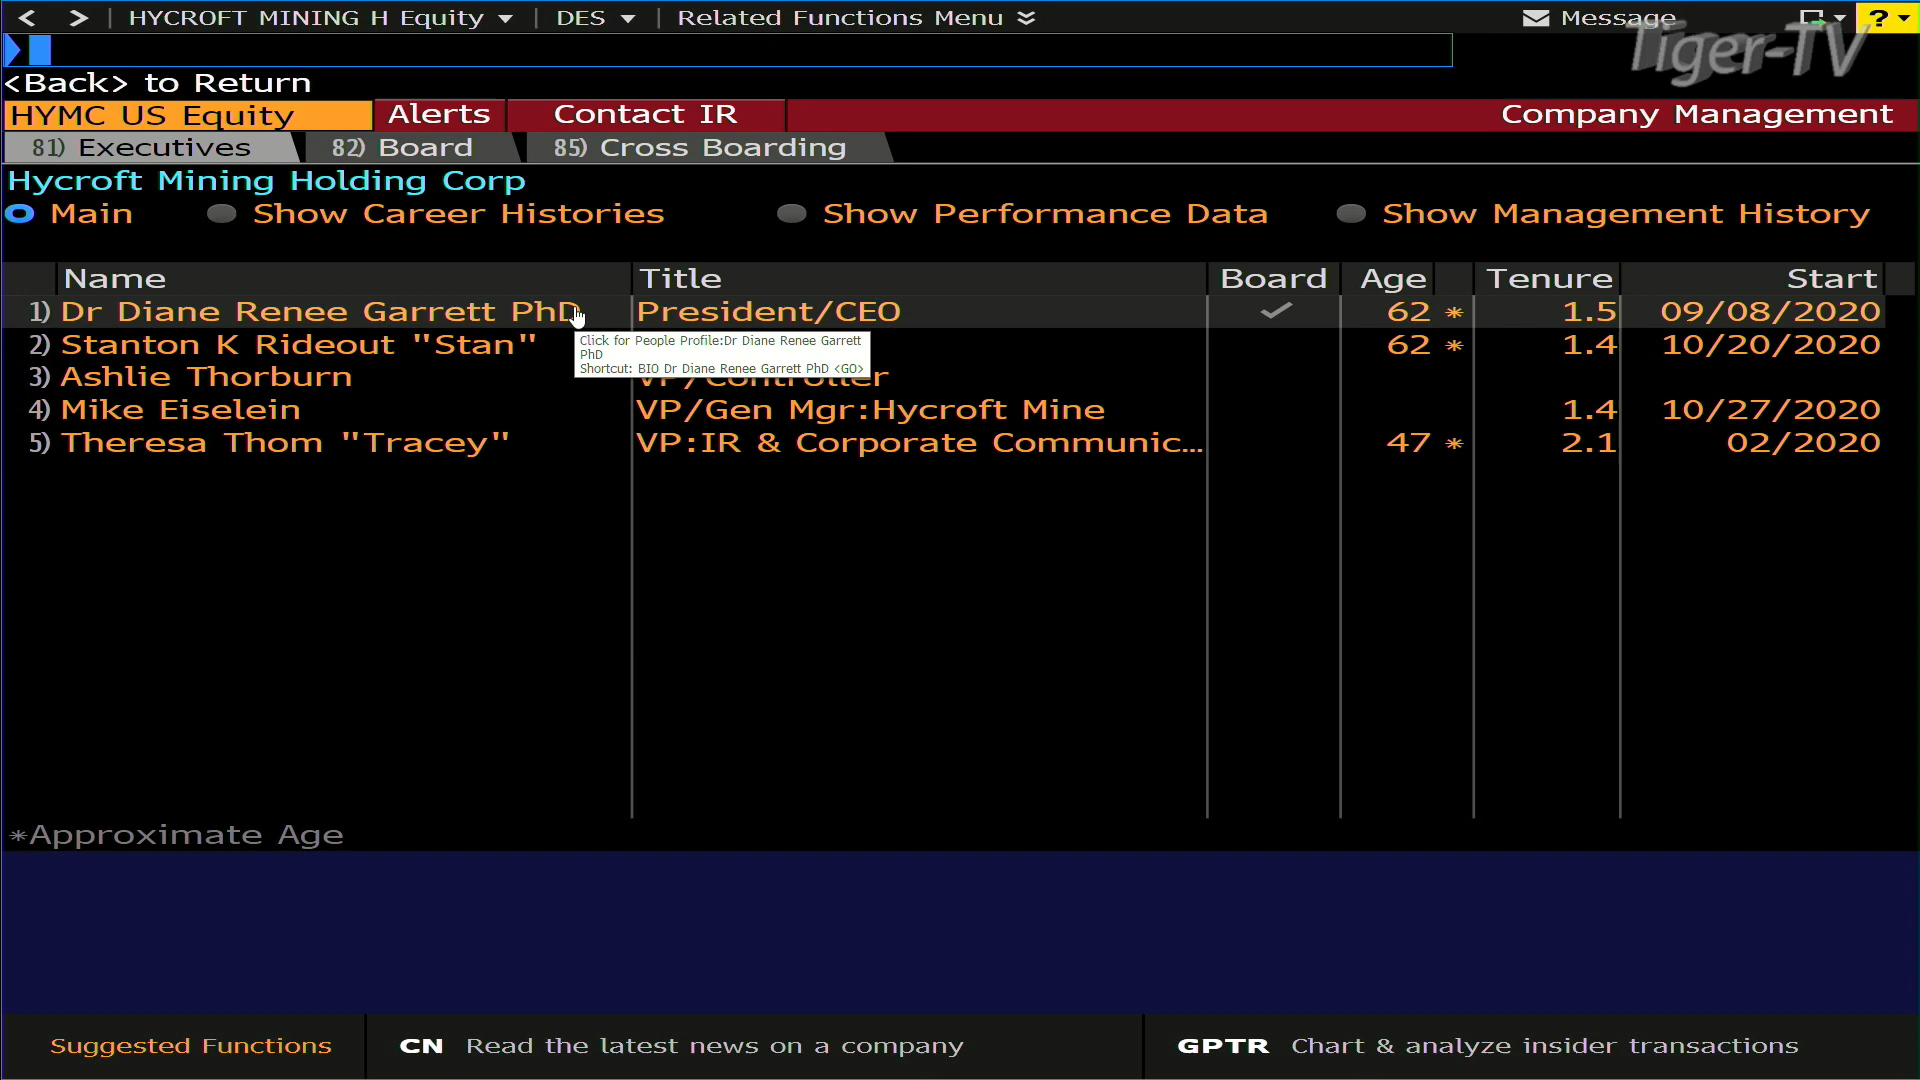 HYCROFT MINING H Equity DES Related Functions Menu Message ?
Tiger-TV
<Back> to Return
HYMC US Equity Alerts Contact IR Company Management
81) Executives 82) Board 85) Cross Boarding
Hycroft Mining Holding Corp
Main Show Career Histories Show Performance Data Show Management History
Name Title Board Age Tenure Start
1) Dr Diane Renee Garrett PhD President/CEO 62 * 1.5 09/08/2020
2) Stanton K Rideout "Stan" 62 * 1.4 10/20/2020
Click for People Profile:Dr Diane Renee Garrett
PhD
Shortcut: BIO Dr Diane Renee Garrett PhD <GO>
3) Ashlie Thorburn VP/Controller
4) Mike Eiselein VP/Gen Mgr:Hycroft Mine 1.4 10/27/2020
5) Theresa Thom "Tracey" VP:IR & Corporate Communic... 47 * 2.1 02/2020
*Approximate Age
Suggested Functions CN Read the latest news on a company GPTR Chart & analyze insider transactions